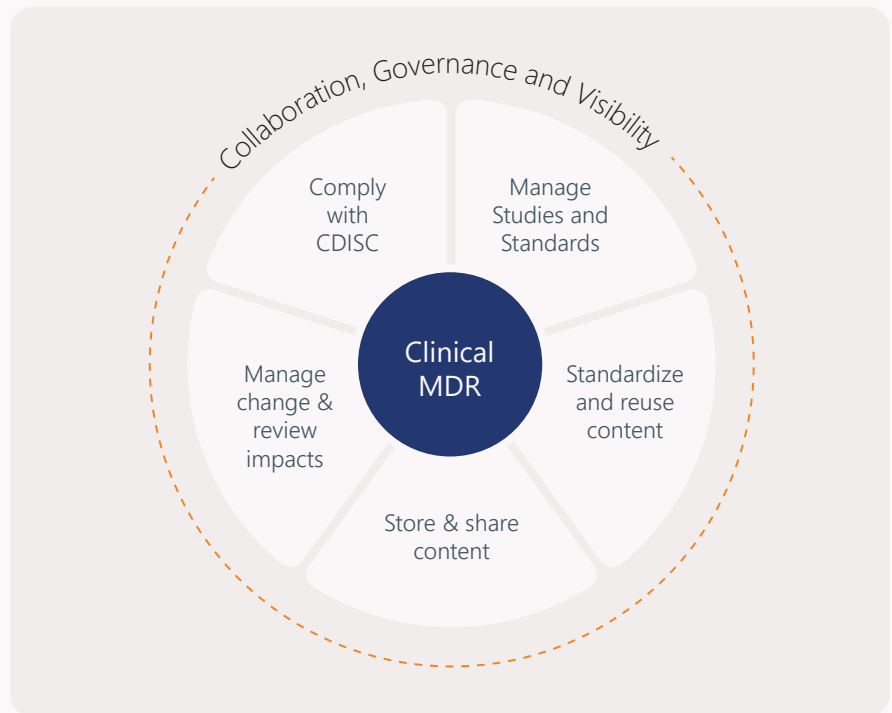 Collaboration, Governance and Visibility
Comply
with
CDISC
Manage
Studies and
Standards
Clinical
MDR
Manage
change &
review
impacts
Standardize
and reuse
content
Store & share
content